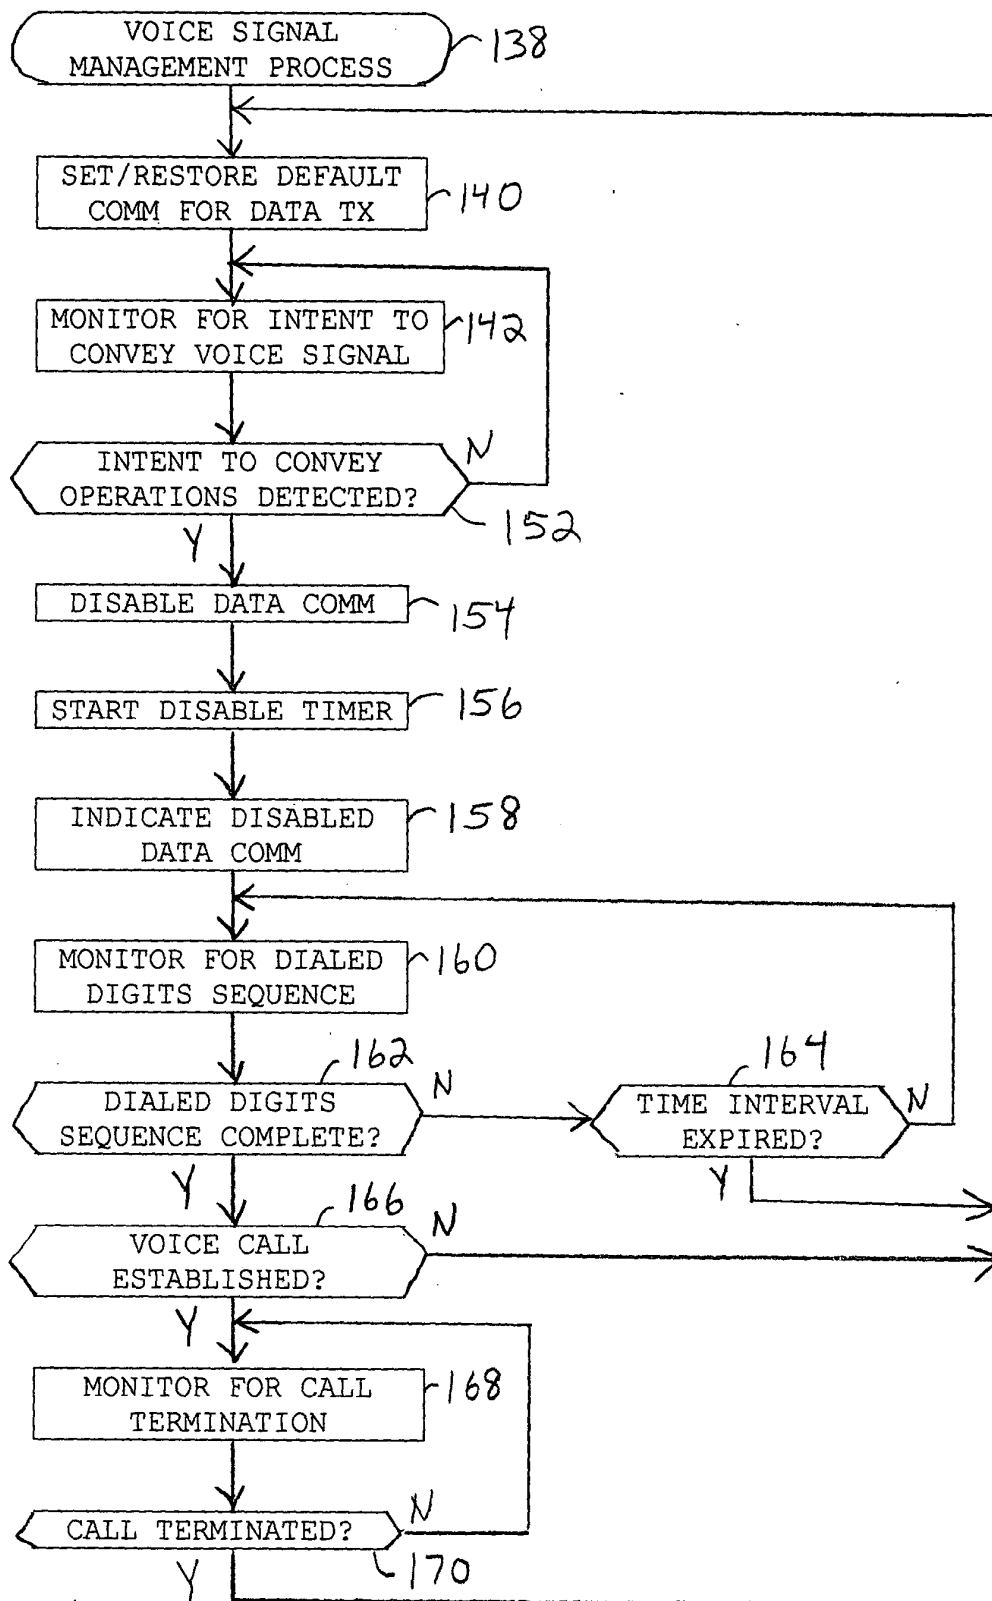 VOICE SIGNAL
MANAGEMENT PROCESS
138
SET/RESTORE DEFAULT
COMM FOR DATA TX
140
MONITOR FOR INTENT TO
CONVEY VOICE SIGNAL
142
INTENT TO CONVEY
OPERATIONS DETECTED?
N
152
Y
DISABLE DATA COMM
154
START DISABLE TIMER
156
INDICATE DISABLED
DATA COMM
158
MONITOR FOR DIALED
DIGITS SEQUENCE
160
162
DIALED DIGITS
SEQUENCE COMPLETE?
N
164
TIME INTERVAL
EXPIRED?
N
Y
Y
166
VOICE CALL
ESTABLISHED?
N
Y
MONITOR FOR CALL
TERMINATION
168
CALL TERMINATED?
N
170
Y